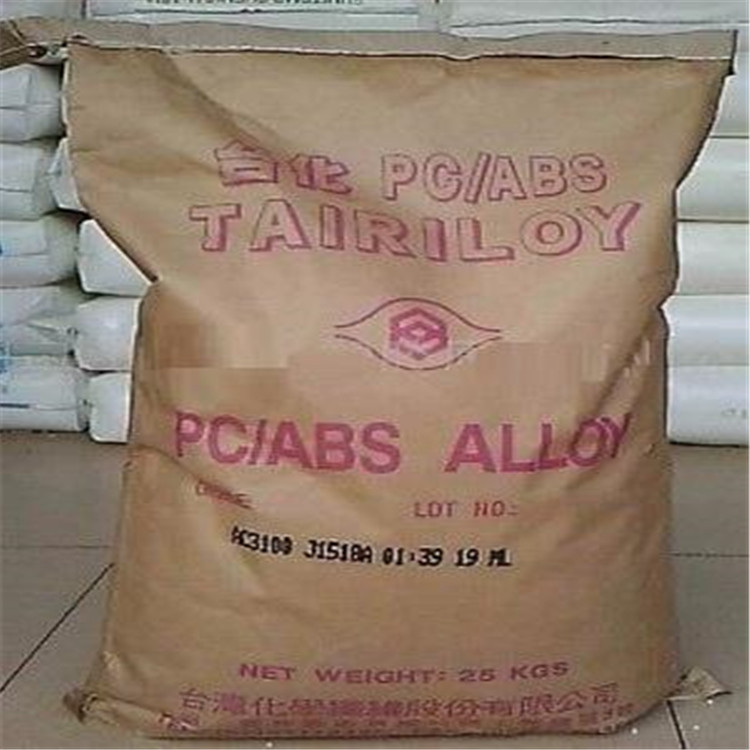 台化 PC/ABS
TAIRILOY
PC/ABS ALLOY
LOT NO.
AC3100 J1518A 01:39 19 ML
NET WEIGHT: 25 KGS
台灣化學纖維股份有限公司